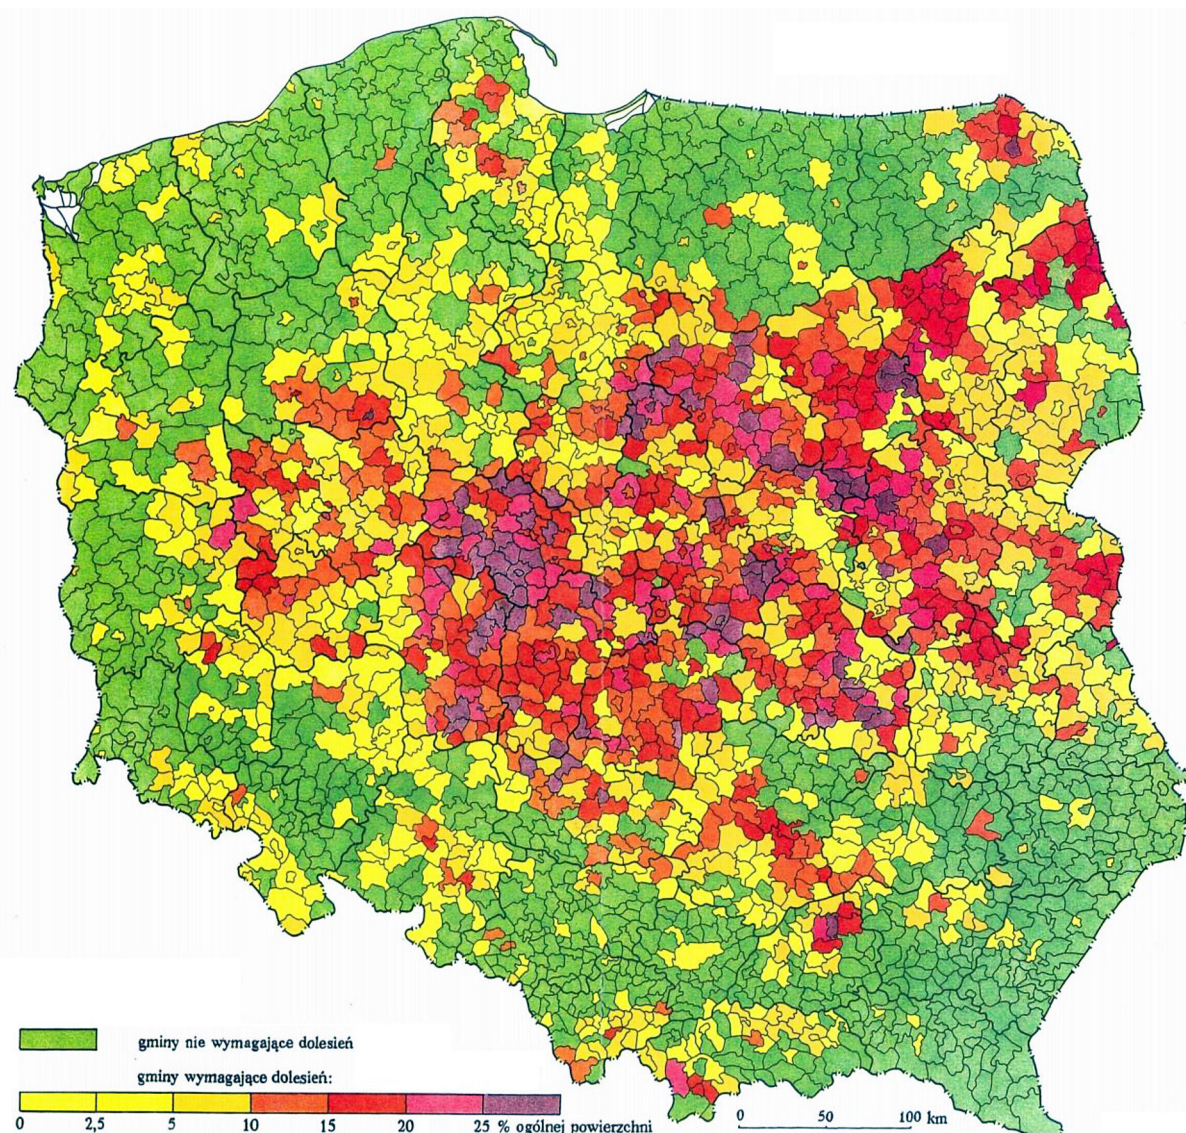 gminy nie wymagające dolesień
gminy wymagające dolesień:
0 2,5 5 10 15 20 25 % ogólnej powierzchni
0 50 100 km